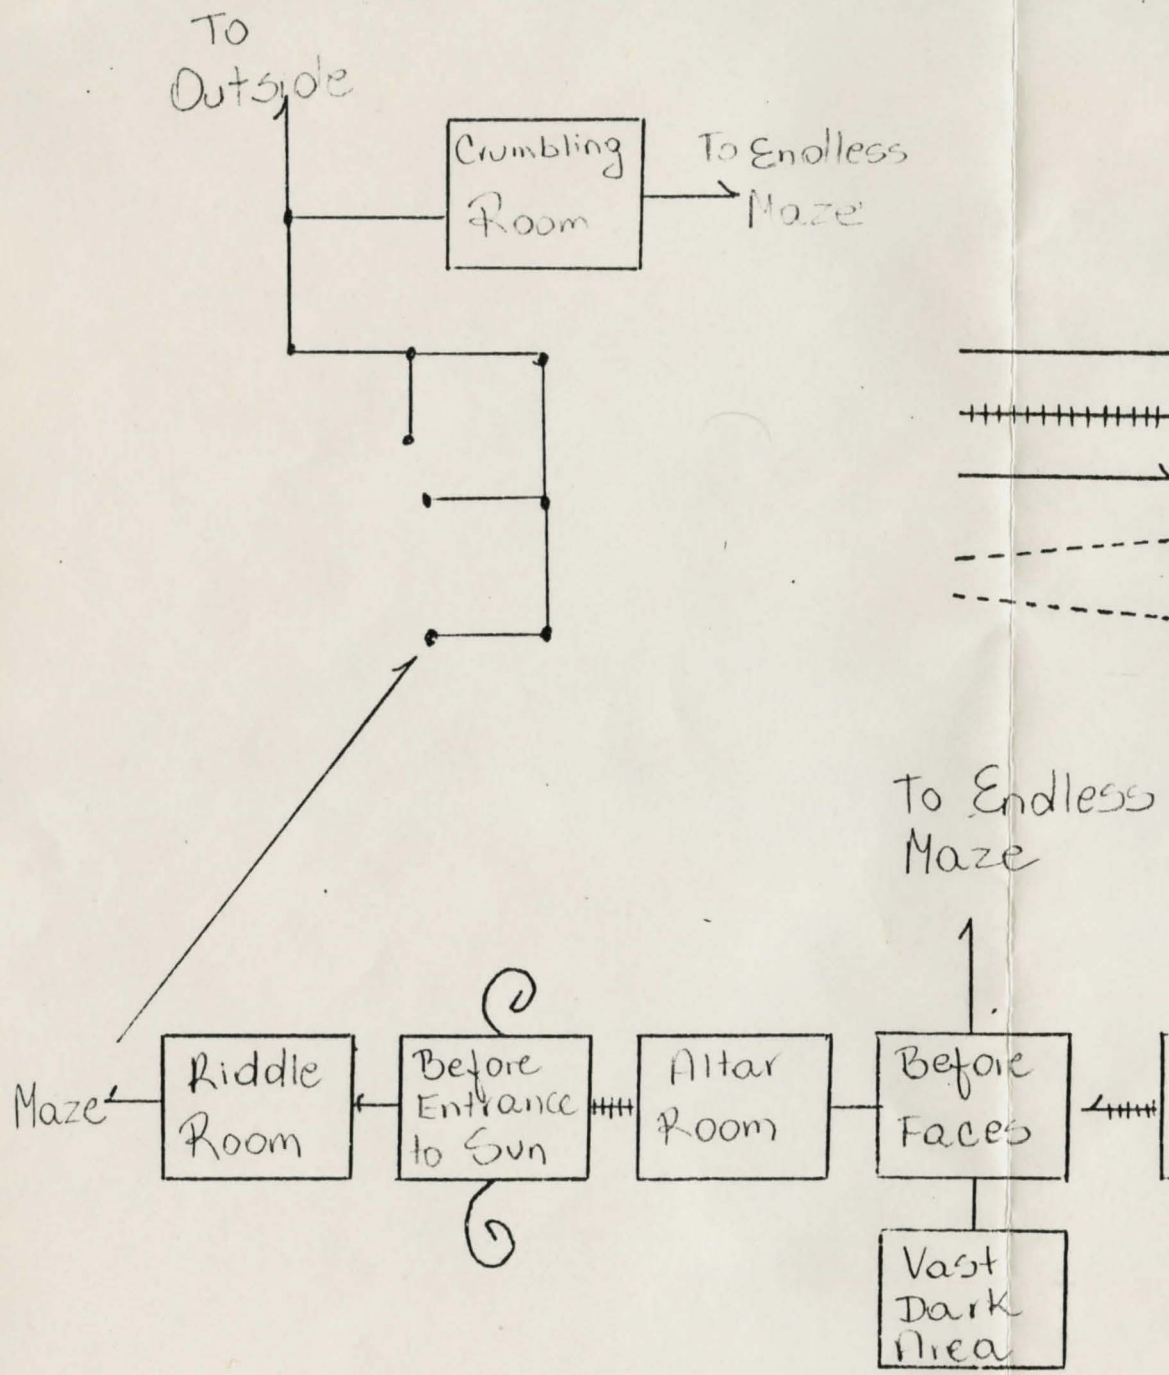 To
Outside
Crumbling
Room
To Endless
Maze
To Endless
Maze
Maze
Riddle
Room
Before
Entrance
to Sun
Altar
Room
Before
Faces
Vast
Dark
Area